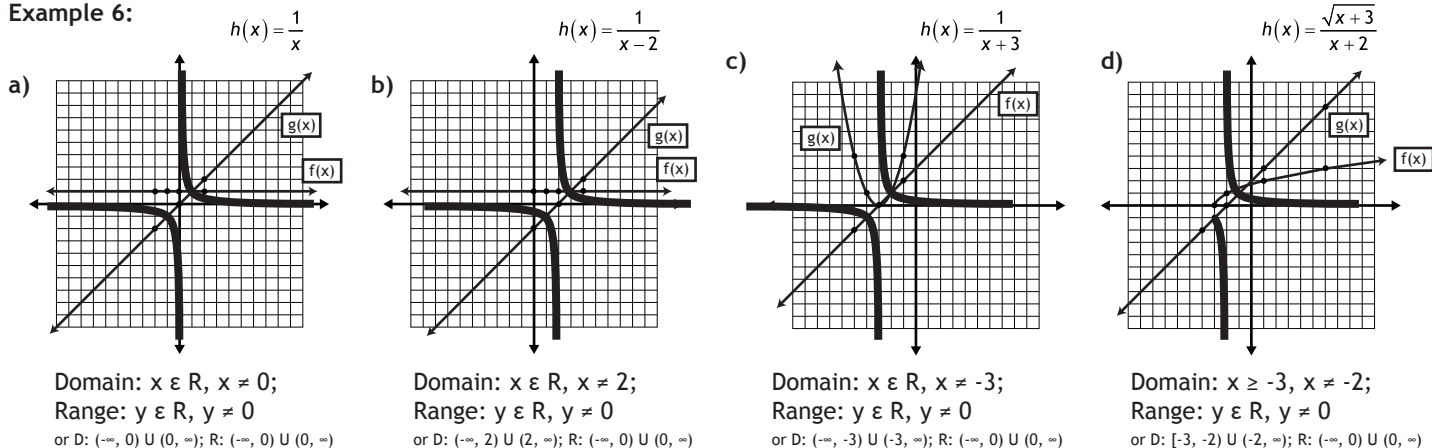 Example 6:
a)
h(x) = 1/x
g(x)
f(x)
Domain: x ε R, x ≠ 0;
Range: y ε R, y ≠ 0
or D: (-∞, 0) U (0, ∞); R: (-∞, 0) U (0, ∞)
b)
h(x) = 1/(x − 2)
g(x)
f(x)
Domain: x ε R, x ≠ 2;
Range: y ε R, y ≠ 0
or D: (-∞, 2) U (2, ∞); R: (-∞, 0) U (0, ∞)
c)
h(x) = 1/(x + 3)
f(x)
g(x)
Domain: x ε R, x ≠ -3;
Range: y ε R, y ≠ 0
or D: (-∞, -3) U (-3, ∞); R: (-∞, 0) U (0, ∞)
d)
h(x) = √(x + 3)/(x + 2)
g(x)
f(x)
Domain: x ≥ -3, x ≠ -2;
Range: y ε R, y ≠ 0
or D: [-3, -2) U (-2, ∞); R: (-∞, 0) U (0, ∞)